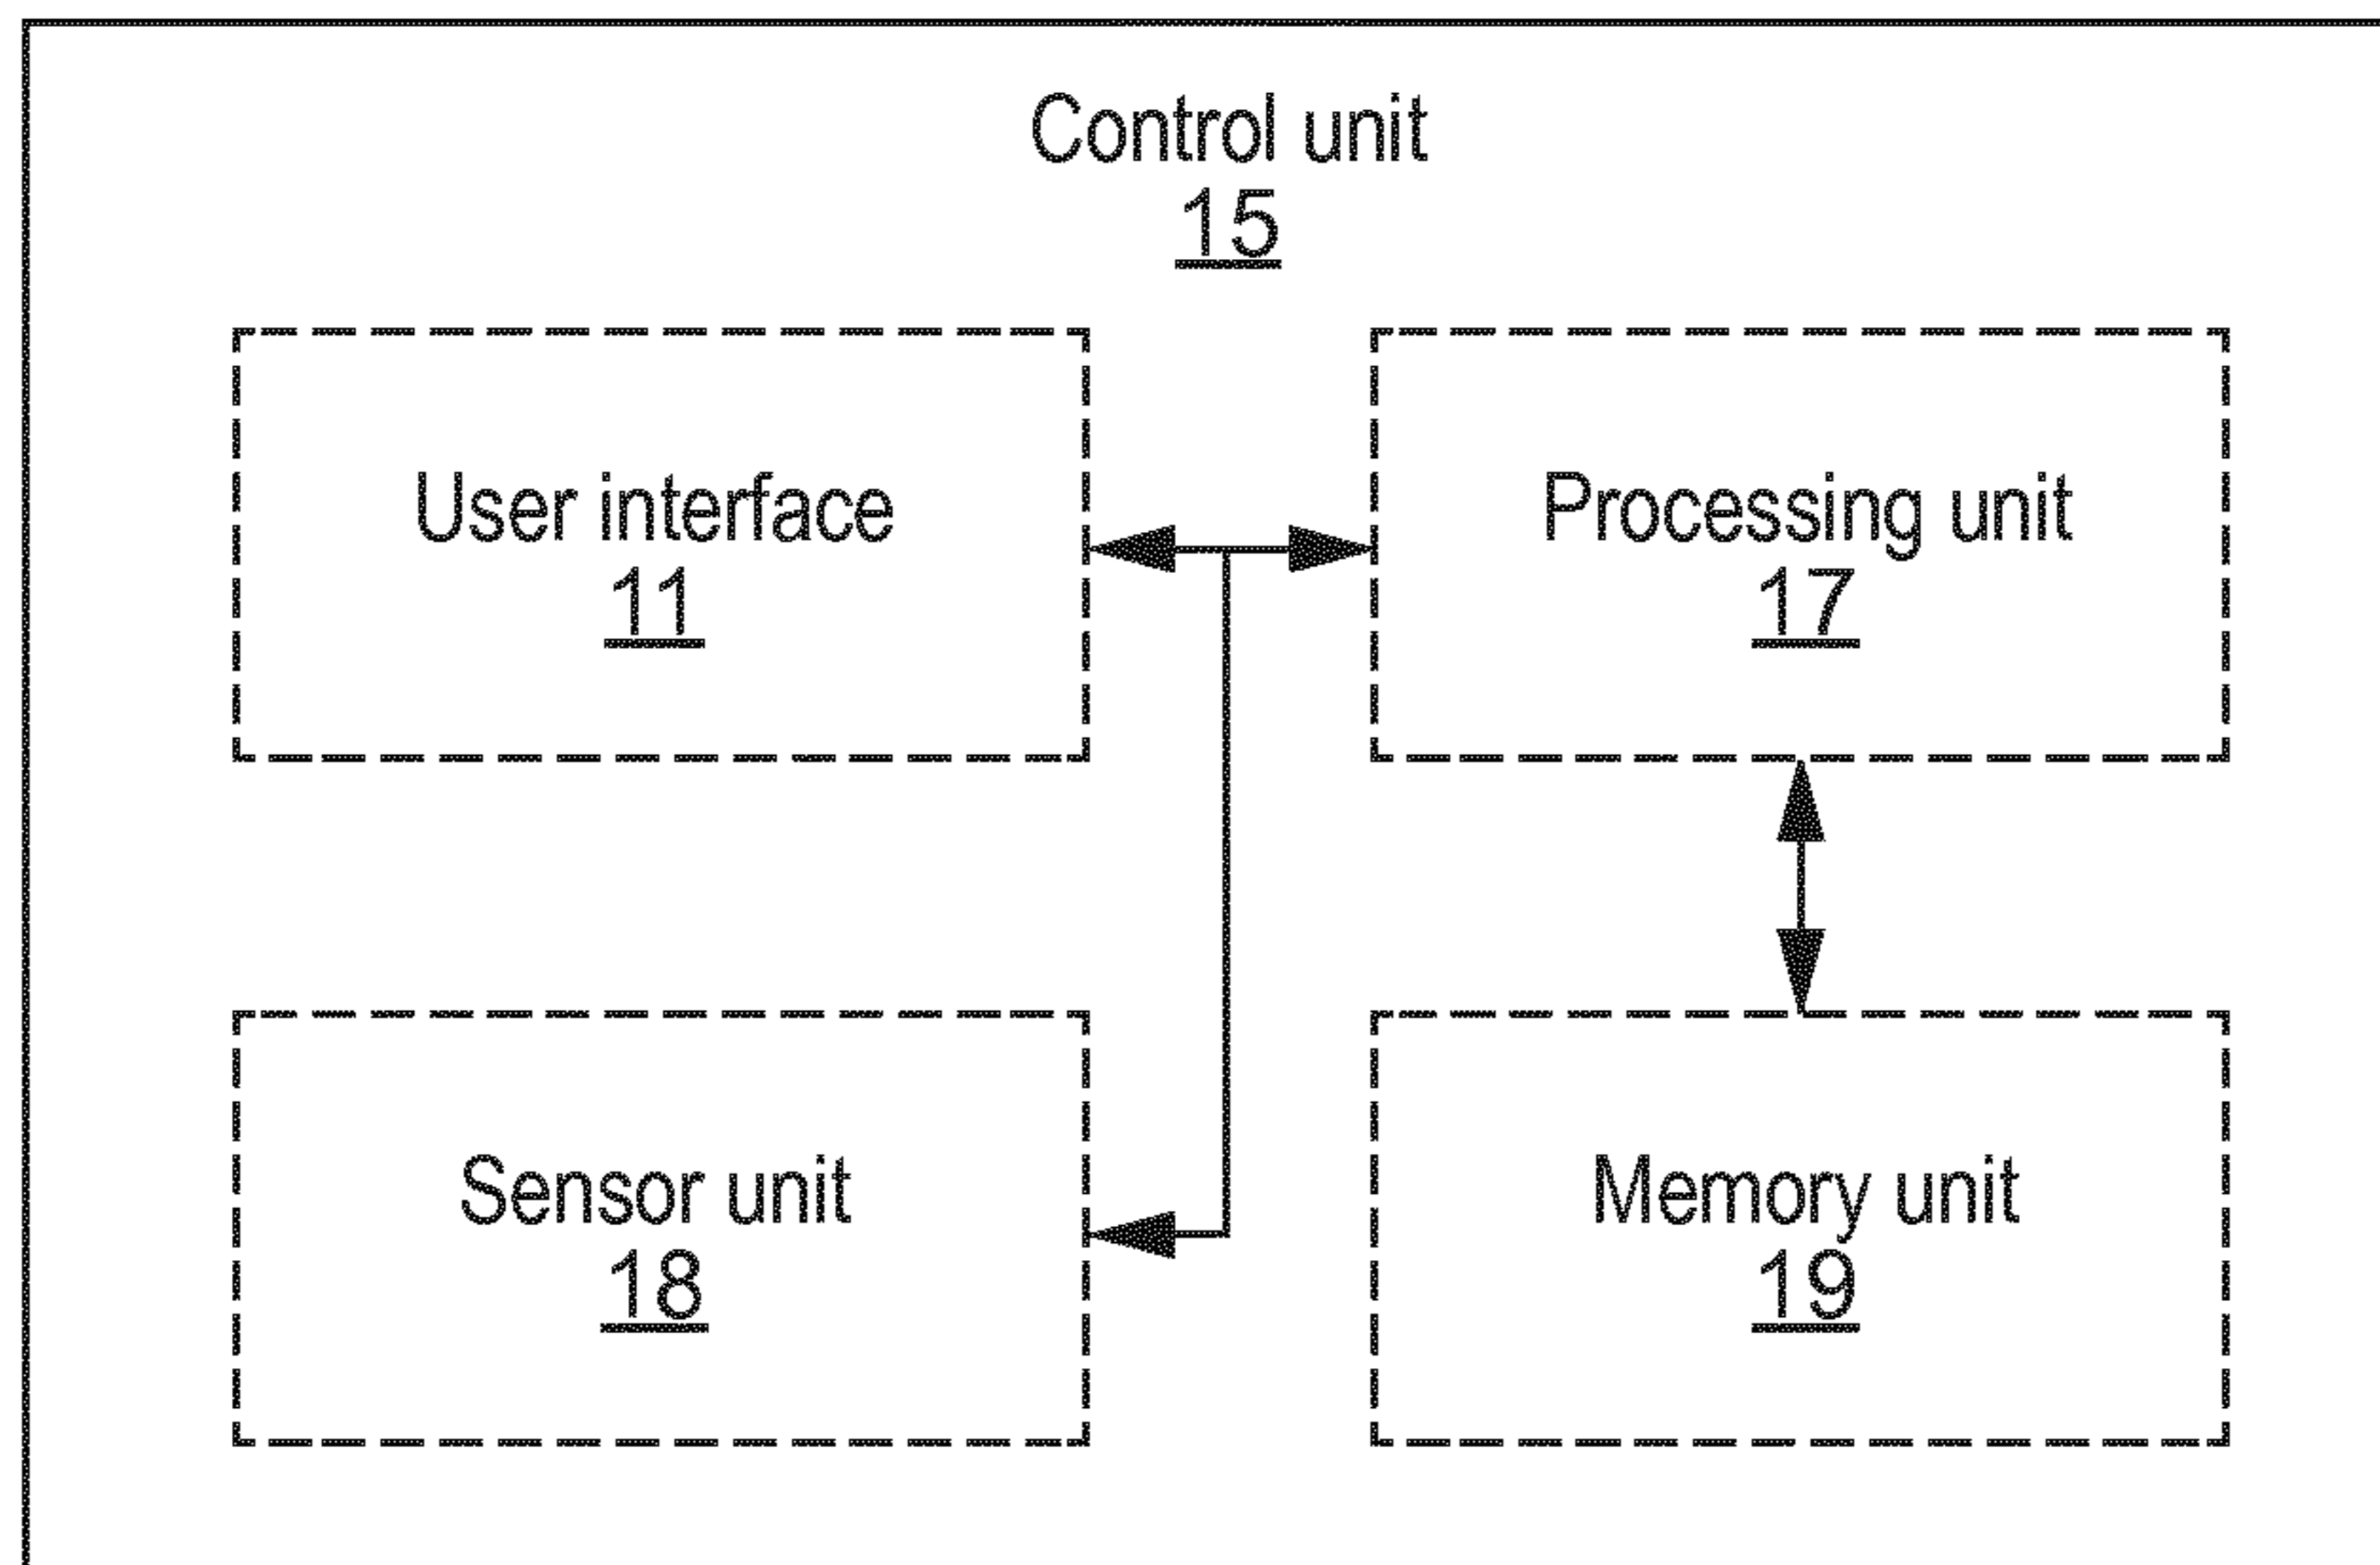 Control unit
15
User interface
11
Processing unit
17
Sensor unit
18
Memory unit
19